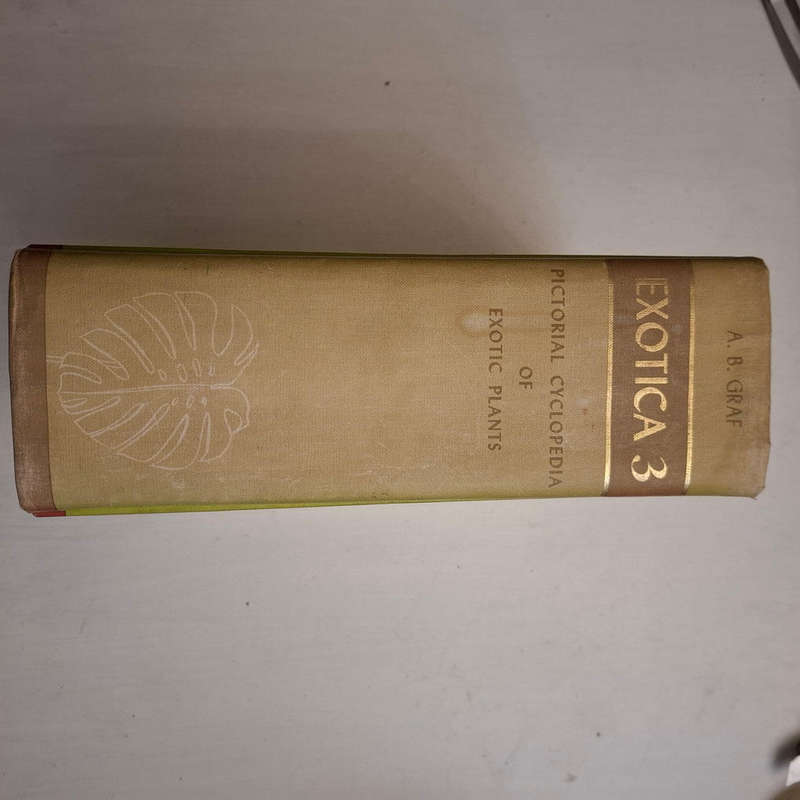 A. B. GRAF
EXOTICA 3
PICTORIAL CYCLOPEDIA
OF
EXOTIC PLANTS